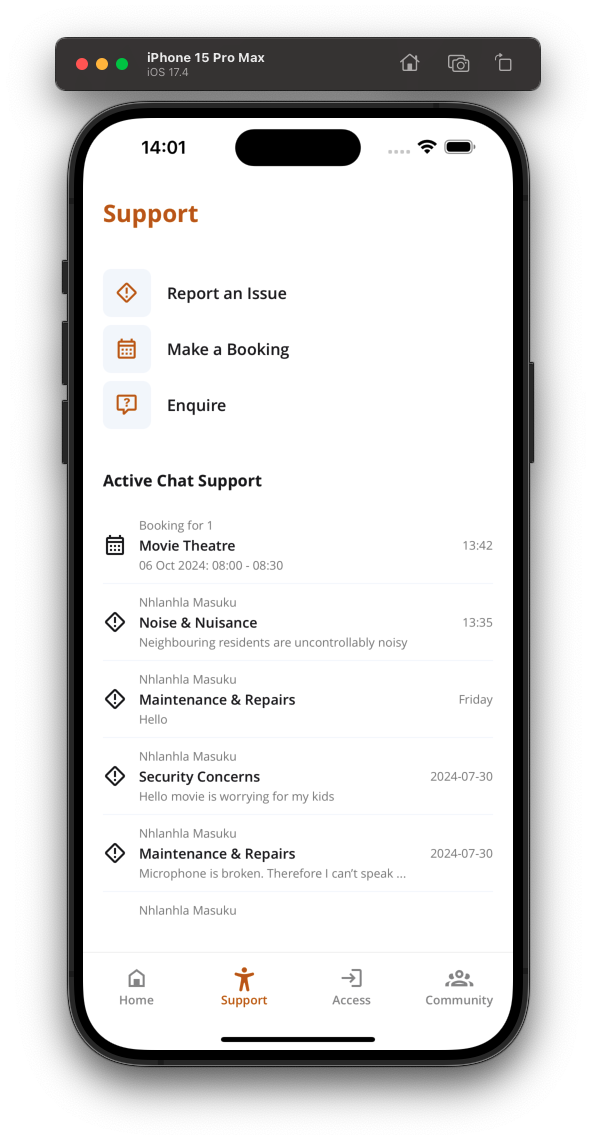 iPhone 15 Pro Max
iOS 17.4
14:01
Support
Report an Issue
Make a Booking
Enquire
Active Chat Support
Booking for 1
Movie Theatre
13:42
06 Oct 2024: 08:00 - 08:30
Nhlanhla Masuku
Noise & Nuisance
13:35
Neighbouring residents are uncontrollably noisy
Nhlanhla Masuku
Maintenance & Repairs
Friday
Hello
Nhlanhla Masuku
Security Concerns
2024-07-30
Hello movie is worrying for my kids
Nhlanhla Masuku
Maintenance & Repairs
2024-07-30
Microphone is broken. Therefore I can’t speak ...
Nhlanhla Masuku
Home
Support
Access
Community